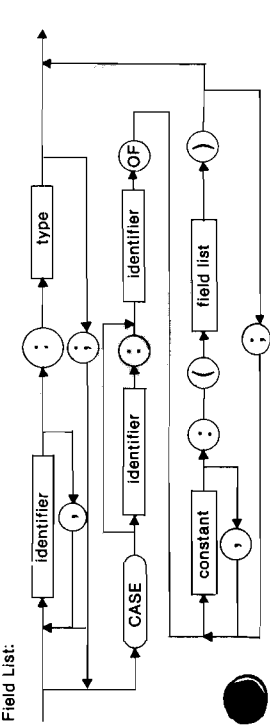 Field List:
identifier : type
,
;
CASE identifier : identifier OF
constant : ( field list )
,
;